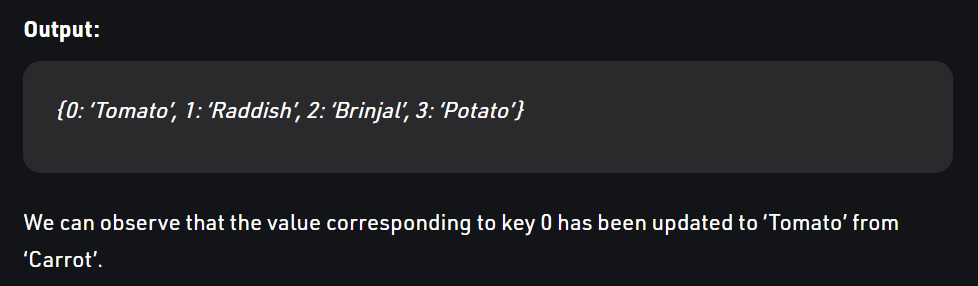 Output:
{0: ‘Tomato’, 1: ‘Raddish’, 2: ‘Brinjal’, 3: ‘Potato’}
We can observe that the value corresponding to key 0 has been updated to ‘Tomato’ from
‘Carrot’.